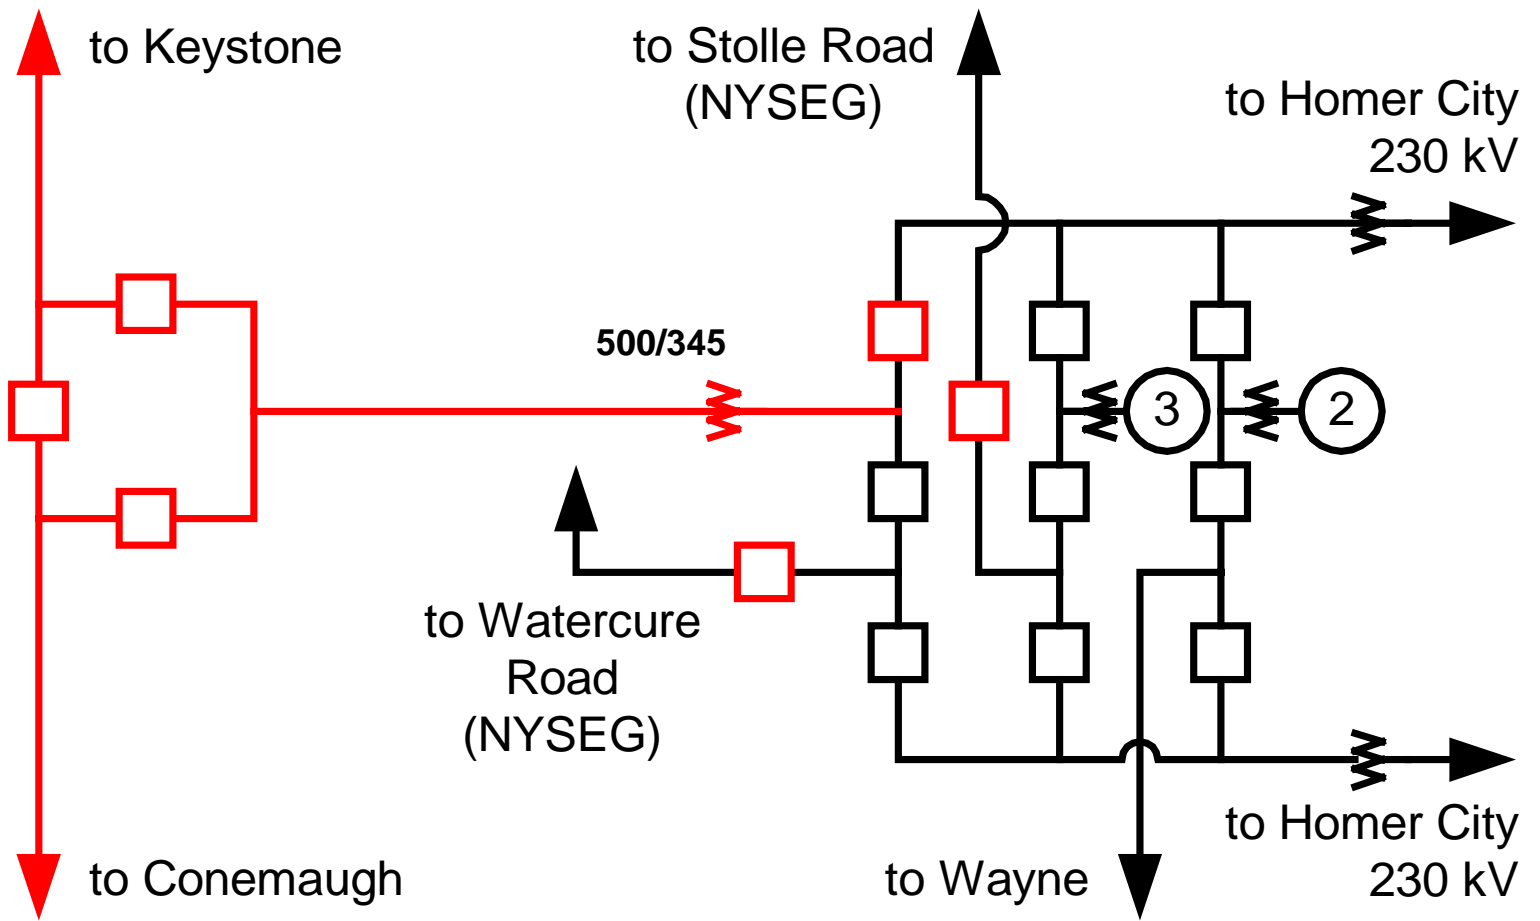 to Keystone
to Stolle Road
(NYSEG)
to Homer City
230 kV
500/345
3
2
to Watercure
Road
(NYSEG)
to Homer City
230 kV
to Conemaugh
to Wayne